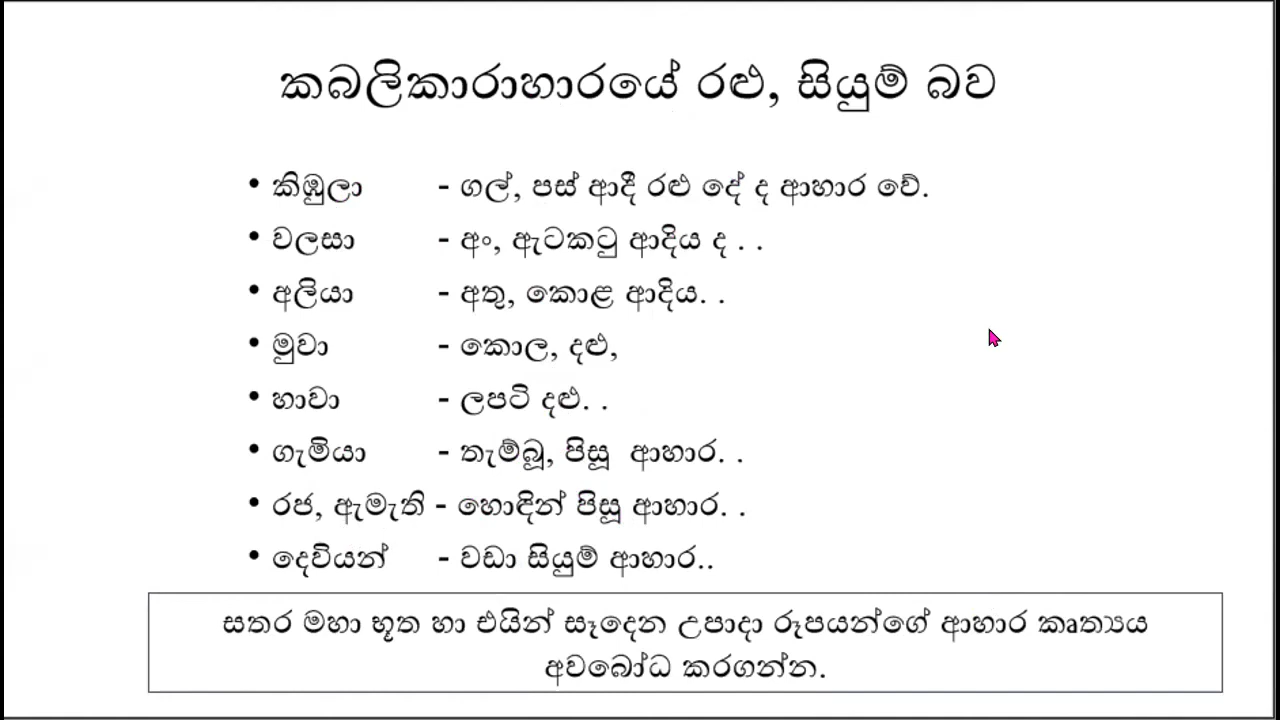 කබලිකාරාහාරයේ රළු, සියුම් බව
• කිඹුලා - ගල්, පස් ආදී රළු දේ ද ආහාර වේ.
• වලසා - අං, ඇටකටු ආදිය ද . .
• අලියා - අතු, කොළ ආදිය. .
• මුවා - කොල, දළු,
• හාවා - ලපටි දළු. .
• ගැමියා - තැම්බූ, පිසූ ආහාර. .
• රජ, ඇමැති - හොඳින් පිසූ ආහාර. .
• දෙවියන් - වඩා සියුම් ආහාර..
සතර මහා භූත හා එයින් සෑදෙන උපාදා රූපයන්ගේ ආහාර කෘත්‍යය
අවබෝධ කරගන්න.